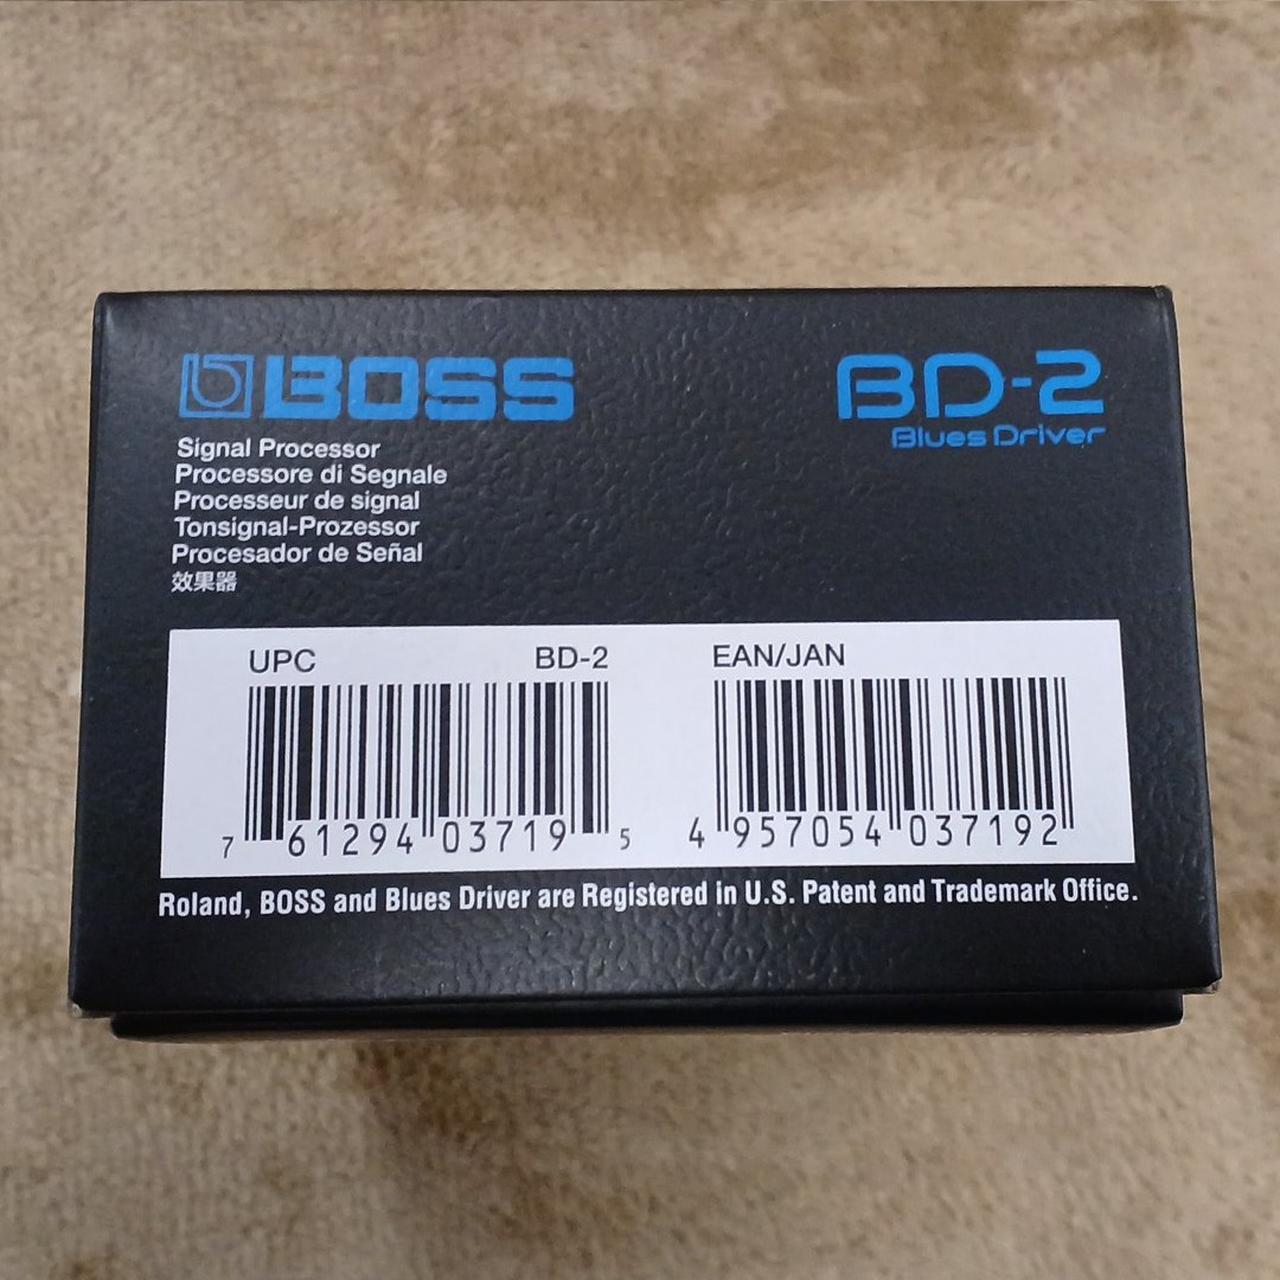 BOSS
BD-2
Blues Driver
Signal Processor
Processore di Segnale
Processeur de signal
Tonsignal-Prozessor
Procesador de Señal
效果器
UPC BD-2
7 61294 03719 5
EAN/JAN
4 957054 037192
Roland, BOSS and Blues Driver are Registered in U.S. Patent and Trademark Office.